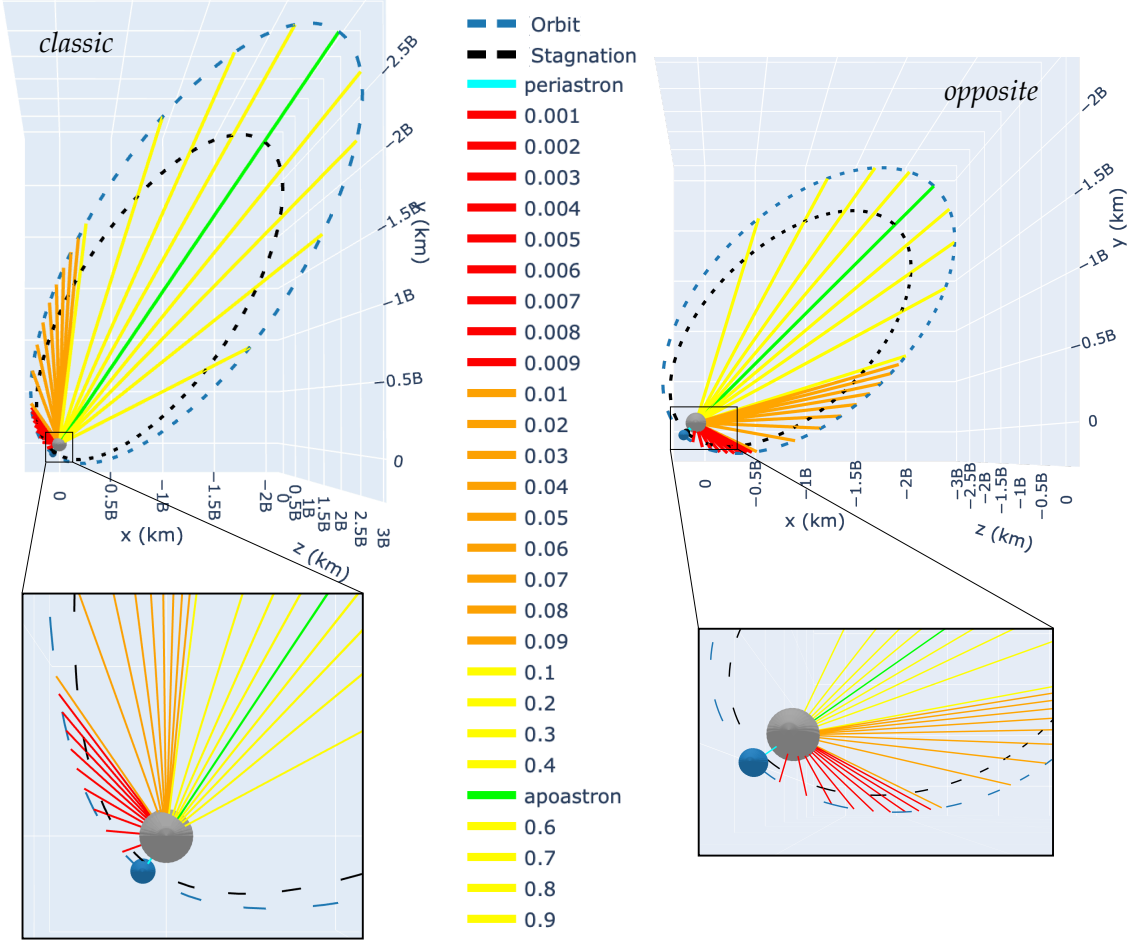 classic
−2.5B
−2B
−1.5B
y (km)
−1B
−0.5B
0
0
−0.5B
−1B
−1.5B
−2B
x (km)
0
0.5B
1B
1.5B
2B
2.5B
3B
z (km)
Orbit
Stagnation
periastron
0.001
0.002
0.003
0.004
0.005
0.006
0.007
0.008
0.009
0.01
0.02
0.03
0.04
0.05
0.06
0.07
0.08
0.09
0.1
0.2
0.3
0.4
apoastron
0.6
0.7
0.8
0.9
opposite
−2B
−1.5B
y (km)
−1B
−0.5B
0
0
−0.5B
−1B
−1.5B
−2B
x (km)
−3B
−2.5B
−2B
−1.5B
−1B
−0.5B
0
z (km)